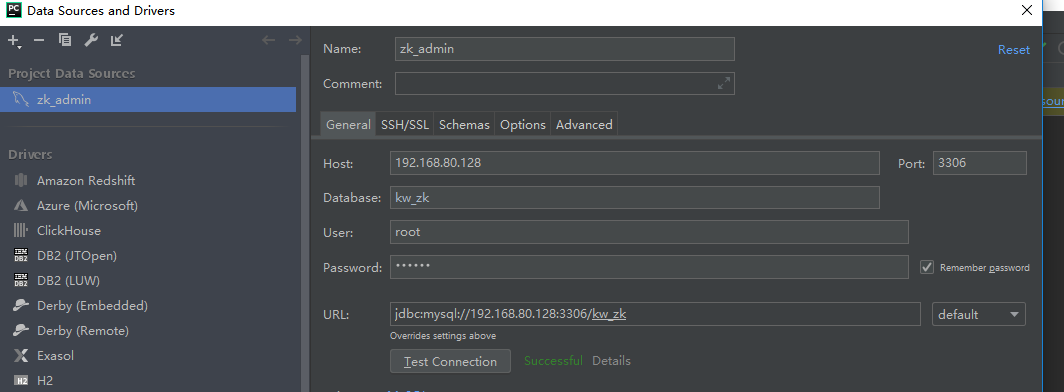 PC Data Sources and Drivers
Project Data Sources
zk_admin
Drivers
Amazon Redshift
Azure (Microsoft)
ClickHouse
IBM DB2 DB2 (JTOpen)
IBM DB2 DB2 (LUW)
Derby (Embedded)
Derby (Remote)
Exasol
H2 H2
Name: zk_admin Reset
Comment:
General SSH/SSL Schemas Options Advanced
Host: 192.168.80.128 Port: 3306
Database: kw_zk
User: root
Password: •••••• Remember password
URL: jdbc:mysql://192.168.80.128:3306/kw_zk default
Overrides settings above
Test Connection Successful Details